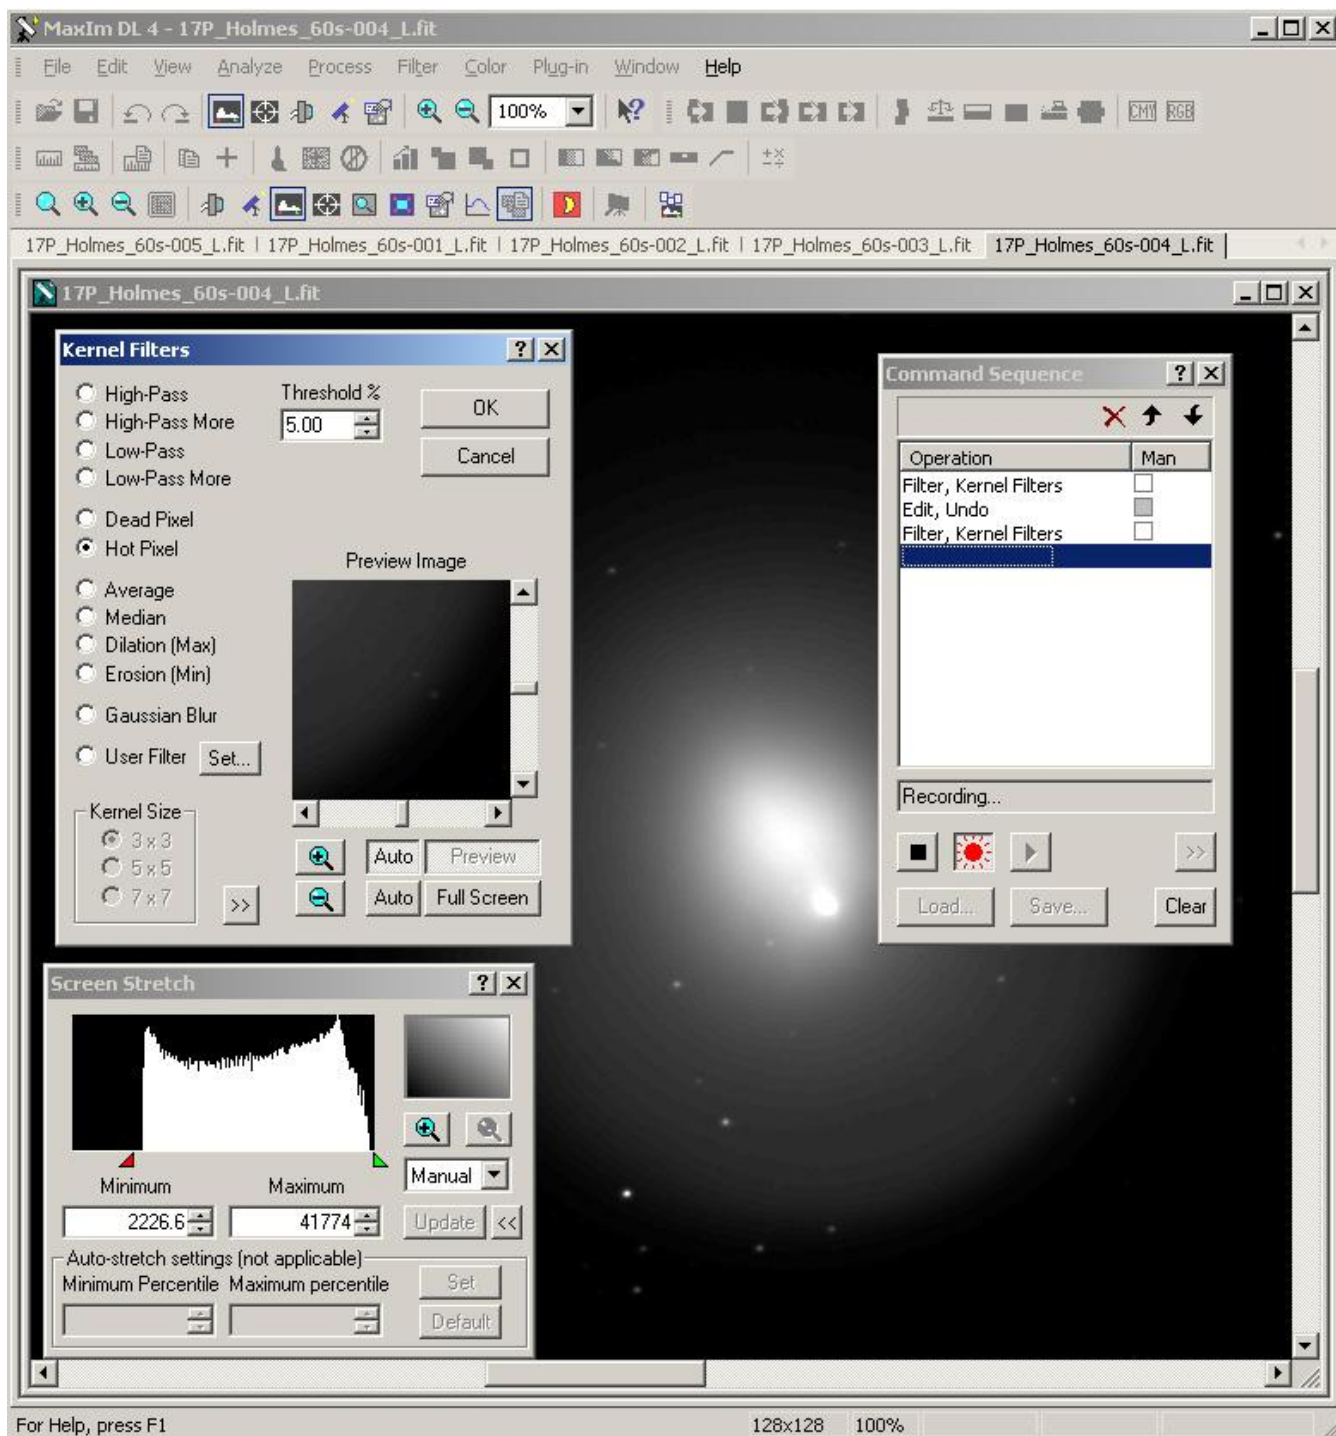 MaxIm DL 4 - 17P_Holmes_60s-004_L.fit
File Edit View Analyze Process Filter Color Plug-in Window Help
100% CMY RGB
17P_Holmes_60s-005_L.fit | 17P_Holmes_60s-001_L.fit | 17P_Holmes_60s-002_L.fit | 17P_Holmes_60s-003_L.fit 17P_Holmes_60s-004_L.fit
17P_Holmes_60s-004_L.fit
Kernel Filters
High-Pass
High-Pass More
Low-Pass
Low-Pass More
Dead Pixel
Hot Pixel
Average
Median
Dilation (Max)
Erosion (Min)
Gaussian Blur
User Filter Set...
Kernel Size
3 x 3
5 x 5
7 x 7
>>
Threshold %
5.00
OK
Cancel
Preview Image
Auto Preview
Auto Full Screen
Command Sequence
Operation Man
Filter, Kernel Filters
Edit, Undo
Filter, Kernel Filters
Recording...
>>
Load... Save... Clear
Screen Stretch
Minimum Maximum
2226.6 41774
Manual
Update <<
Auto-stretch settings (not applicable)
Minimum Percentile Maximum percentile
Set
Default
For Help, press F1 128x128 100%